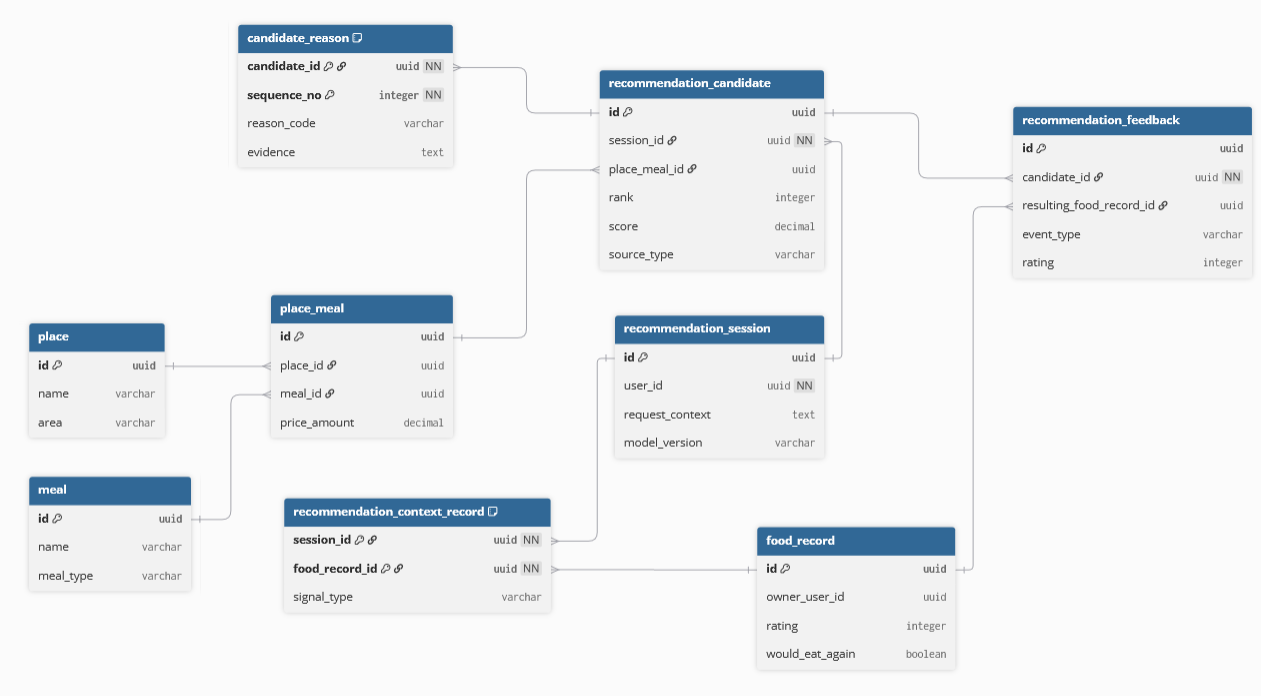 candidate_reason
candidate_id uuid NN
sequence_no integer NN
reason_code varchar
evidence text
recommendation_candidate
id uuid
session_id uuid NN
place_meal_id uuid
rank integer
score decimal
source_type varchar
recommendation_feedback
id uuid
candidate_id uuid NN
resulting_food_record_id uuid
event_type varchar
rating integer
place_meal
id uuid
place_id uuid
meal_id uuid
price_amount decimal
place
id uuid
name varchar
area varchar
recommendation_session
id uuid
user_id uuid NN
request_context text
model_version varchar
meal
id uuid
name varchar
meal_type varchar
recommendation_context_record
session_id uuid NN
food_record_id uuid NN
signal_type varchar
food_record
id uuid
owner_user_id uuid
rating integer
would_eat_again boolean